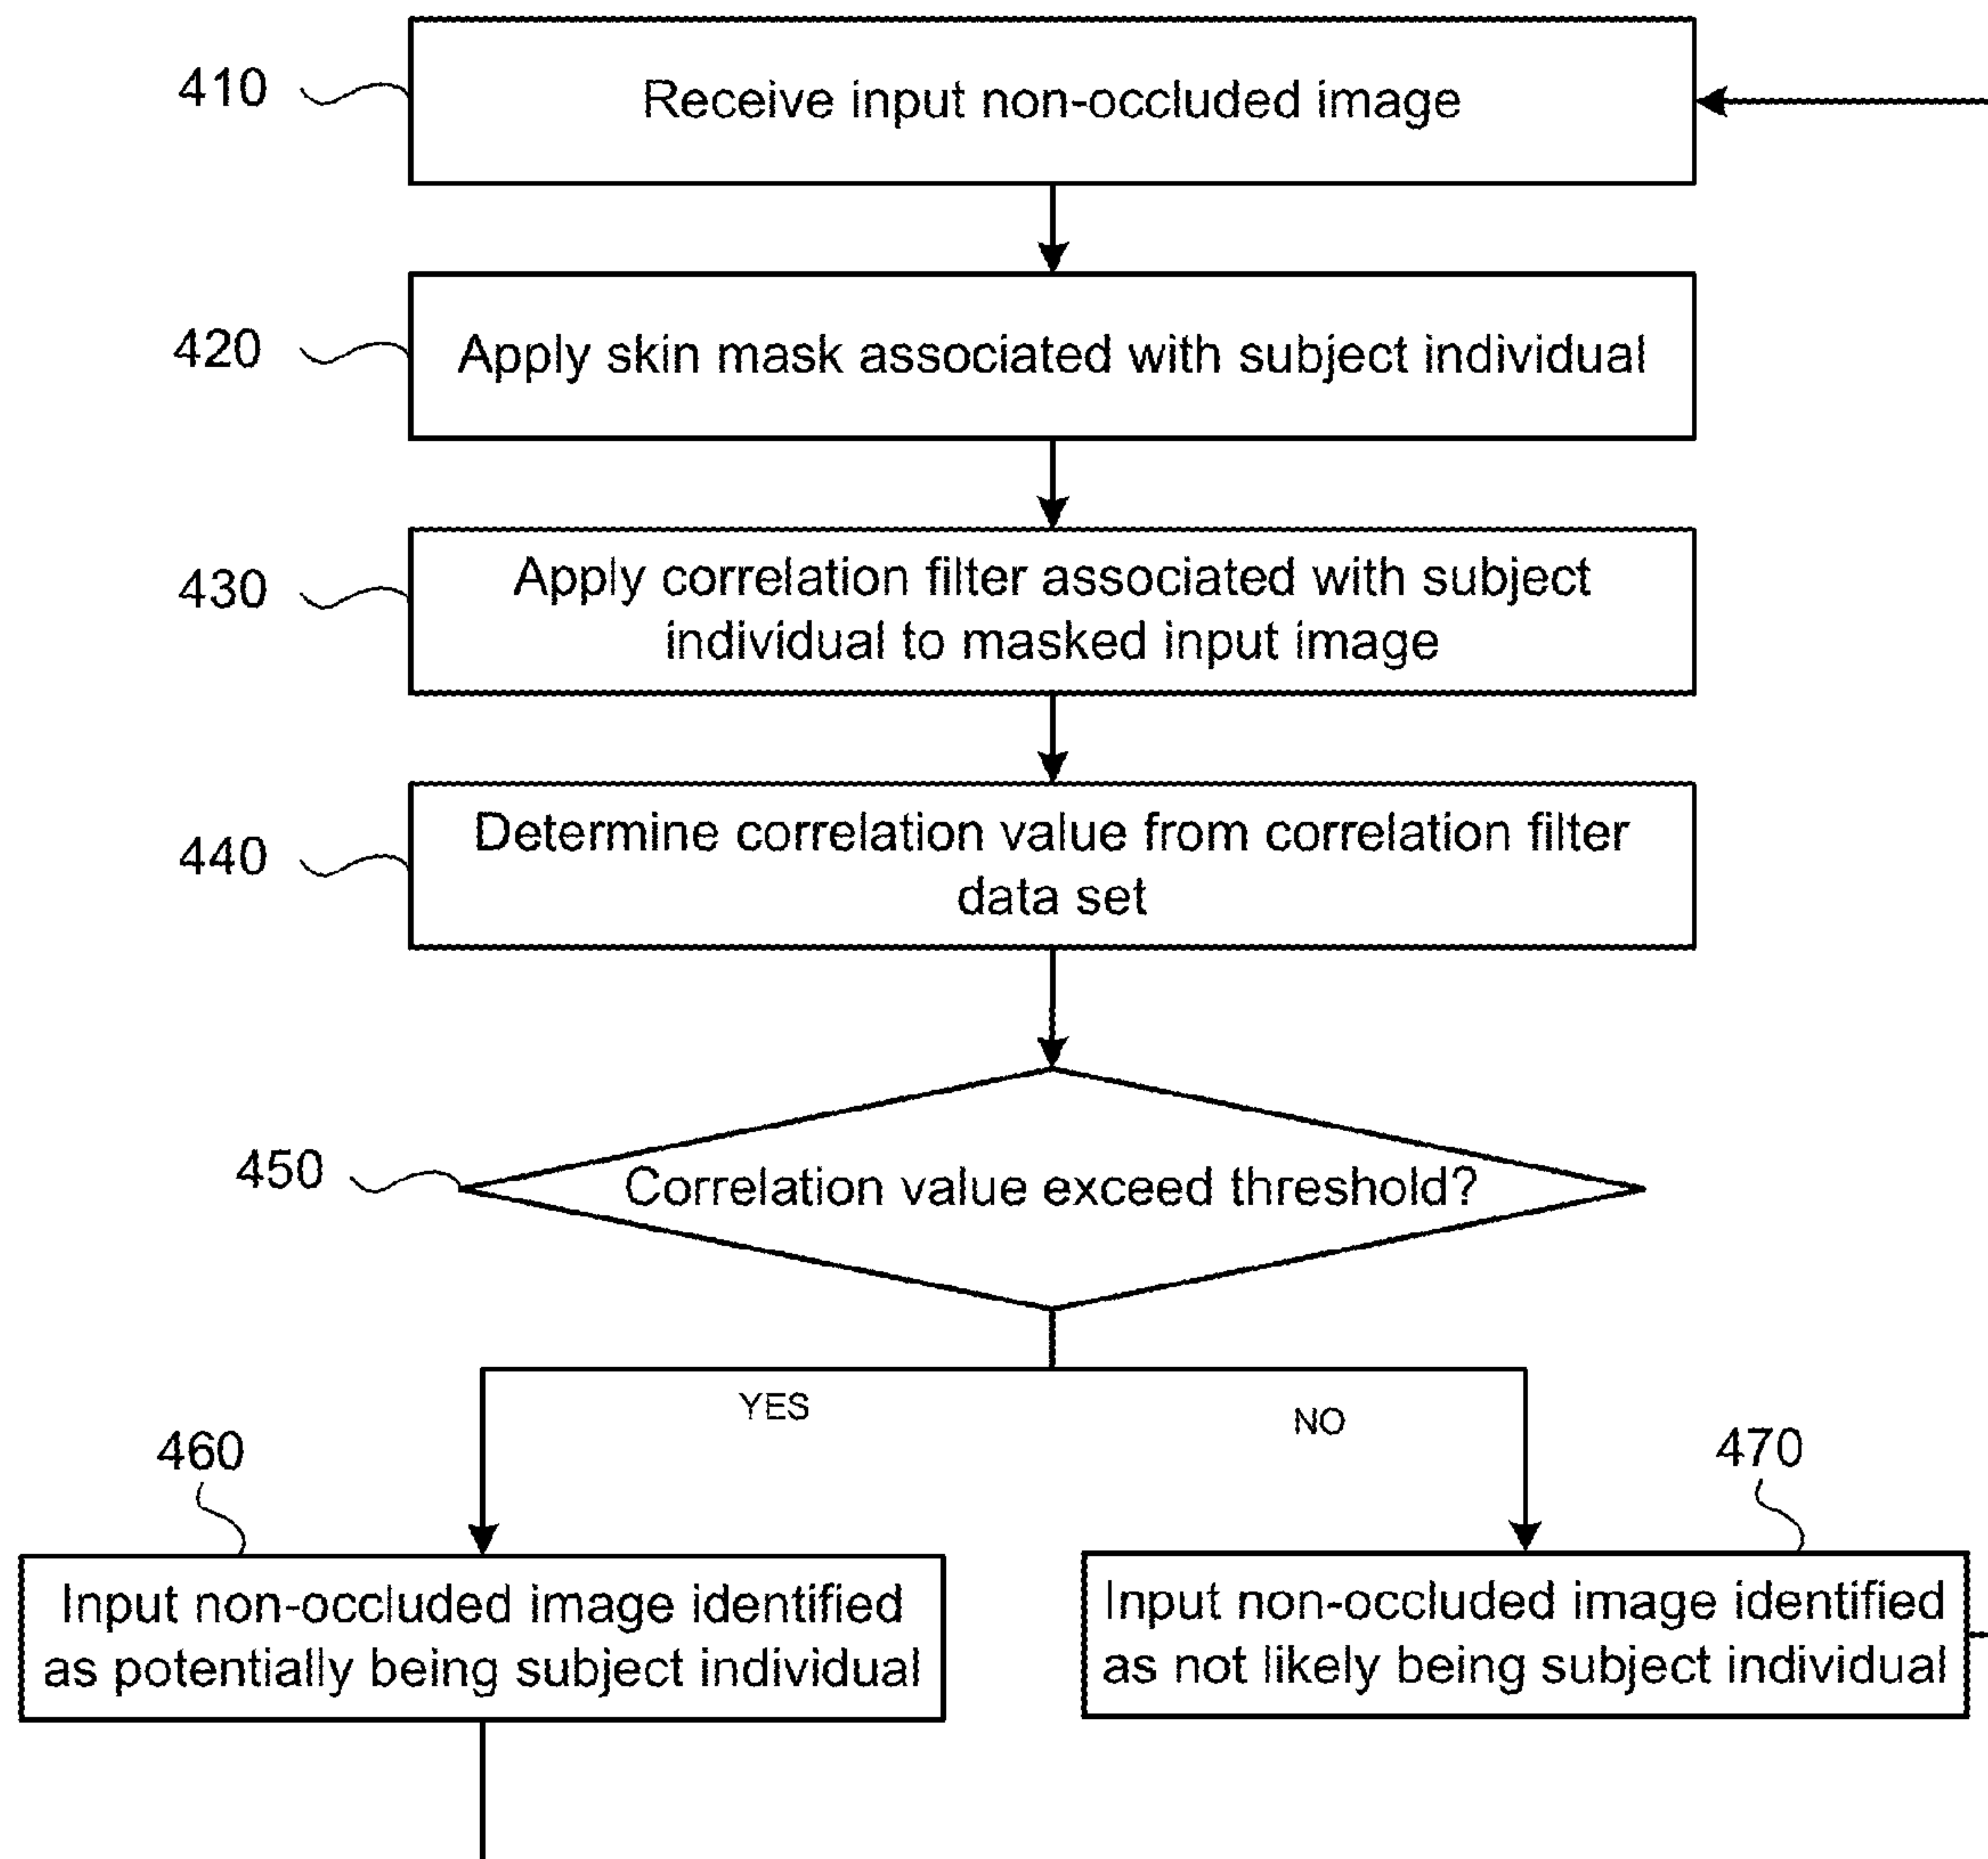 410
Receive input non-occluded image
420
Apply skin mask associated with subject individual
430
Apply correlation filter associated with subject
individual to masked input image
440
Determine correlation value from correlation filter
data set
450
Correlation value exceed threshold?
YES
NO
460
470
Input non-occluded image identified
as potentially being subject individual
Input non-occluded image identified
as not likely being subject individual